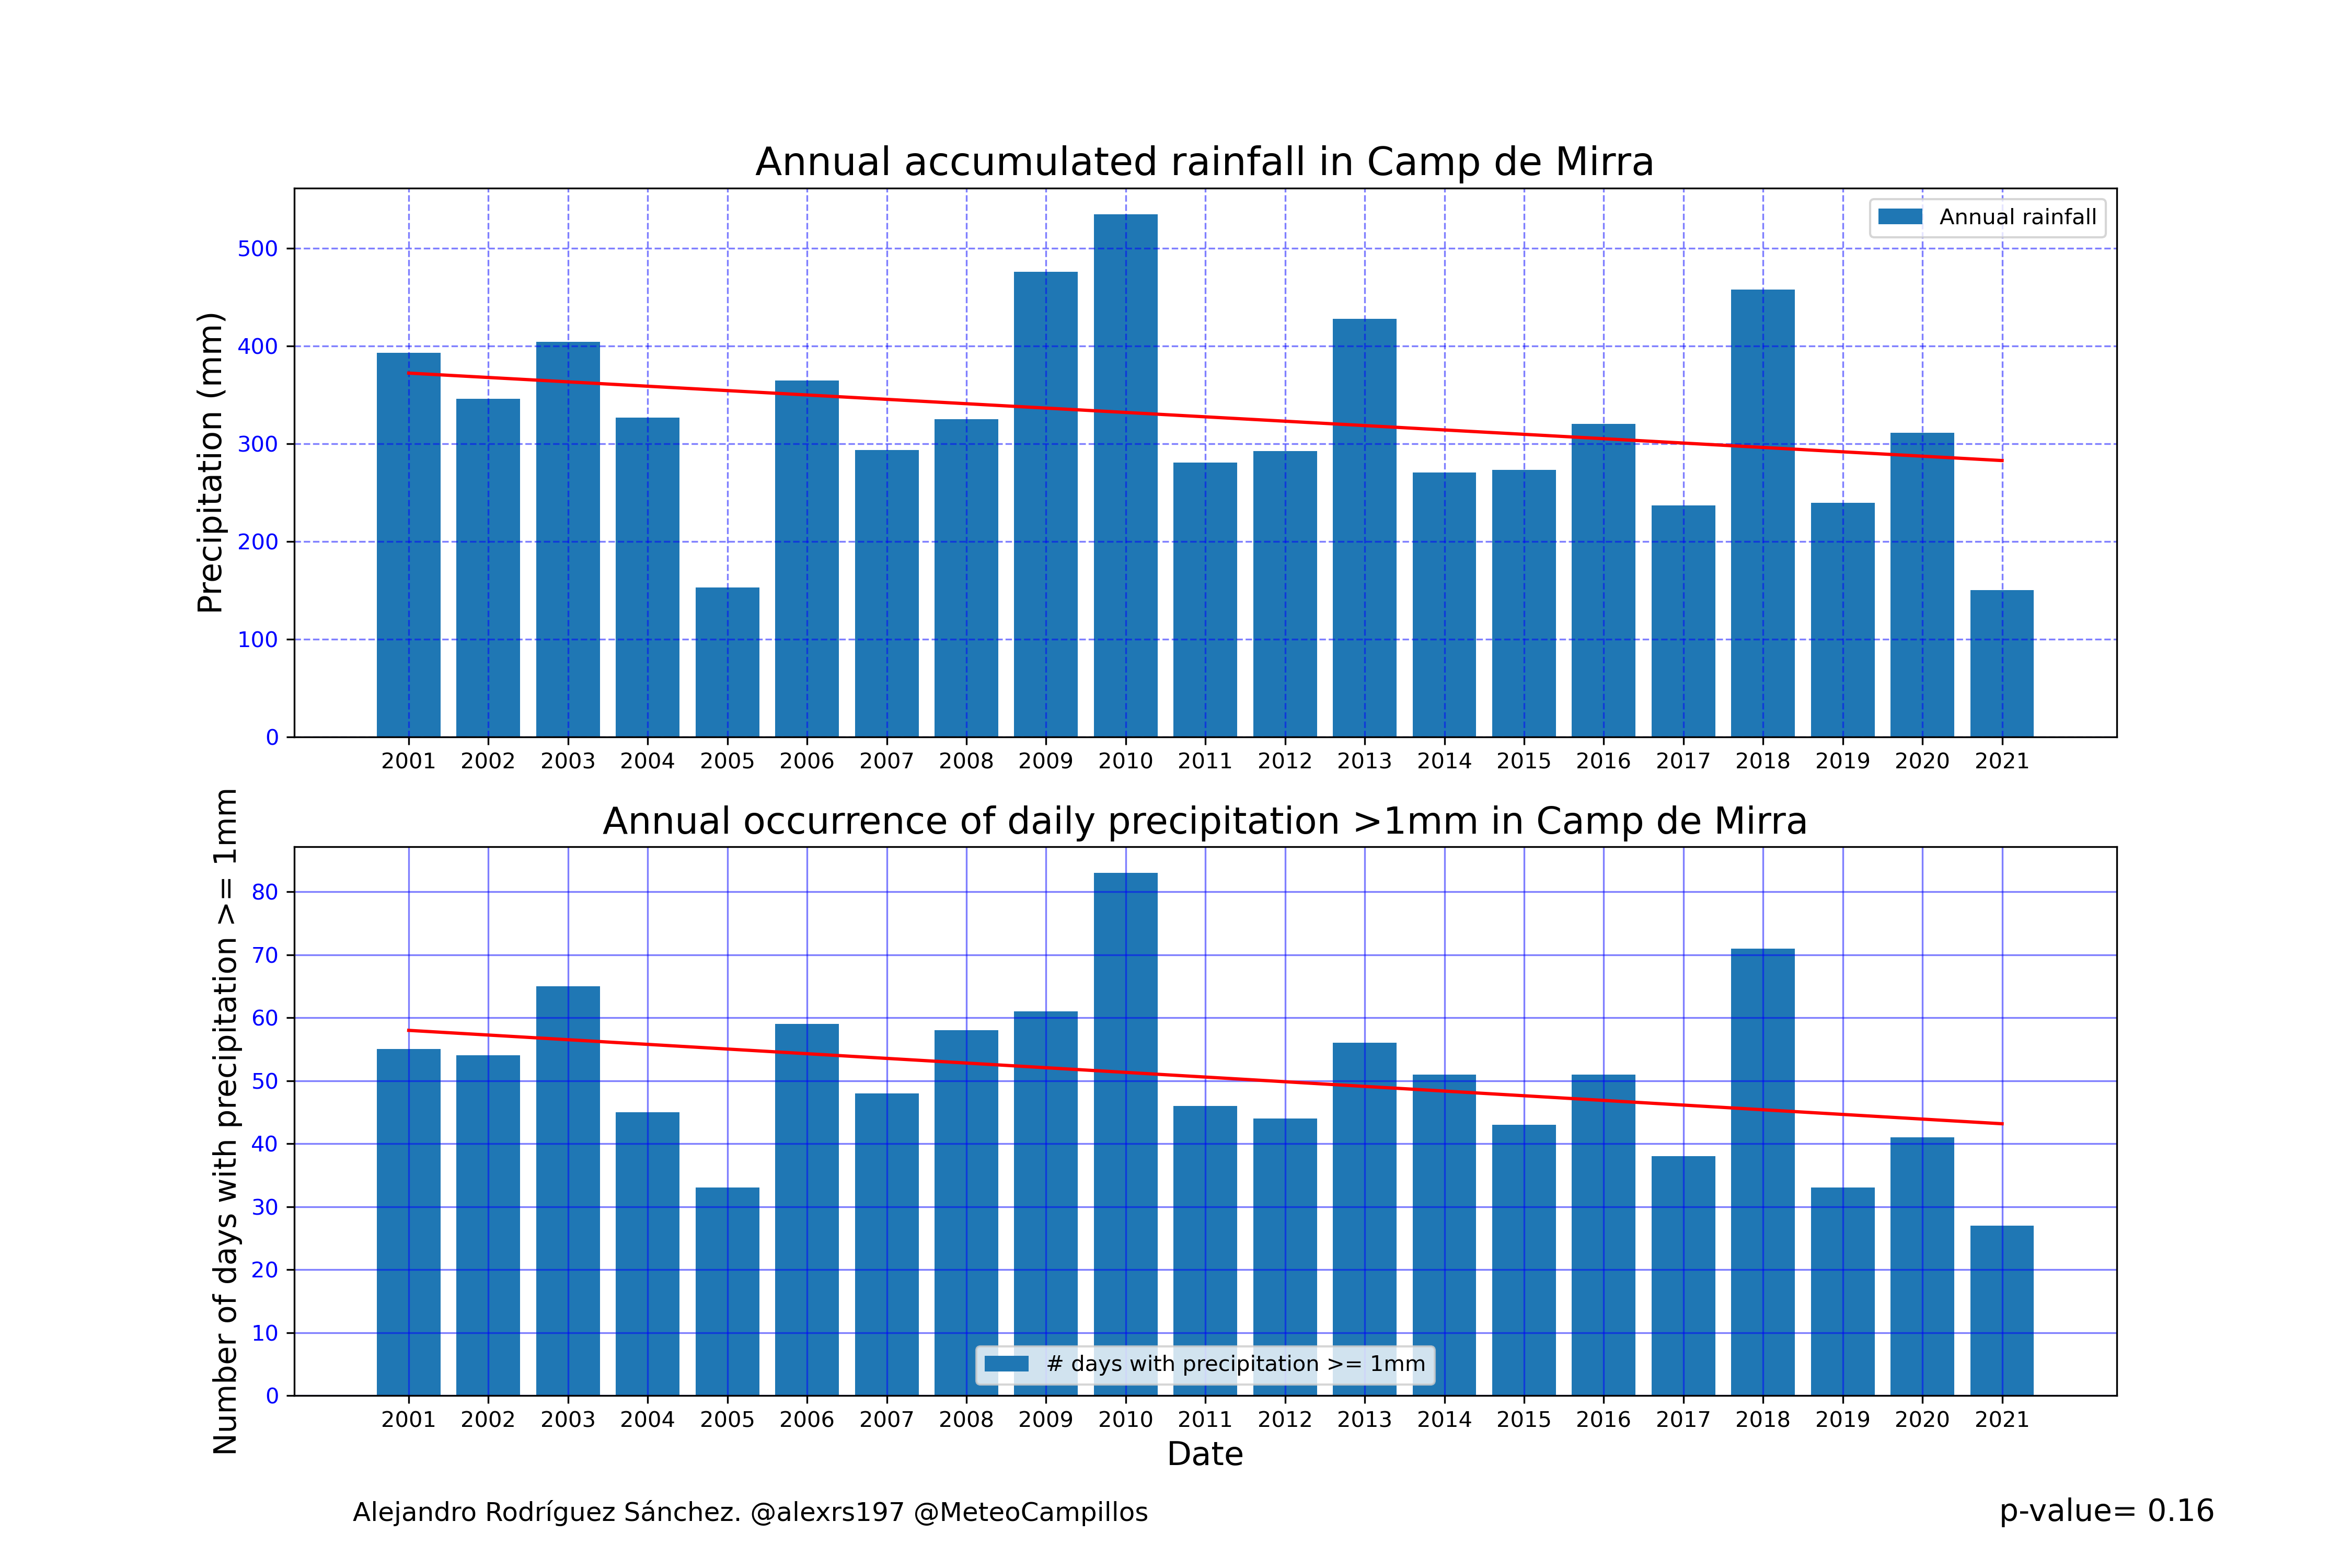 Annual accumulated rainfall in Camp de Mirra
Precipitation (mm)
500
400
300
200
100
0
Annual rainfall
2001 2002 2003 2004 2005 2006 2007 2008 2009 2010 2011 2012 2013 2014 2015 2016 2017 2018 2019 2020 2021
Annual occurrence of daily precipitation >1mm in Camp de Mirra
Number of days with precipitation >= 1mm
80
70
60
50
40
30
20
10
0
# days with precipitation >= 1mm
2001 2002 2003 2004 2005 2006 2007 2008 2009 2010 2011 2012 2013 2014 2015 2016 2017 2018 2019 2020 2021
Date
Alejandro Rodríguez Sánchez. @alexrs197 @MeteoCampillos
p-value= 0.16